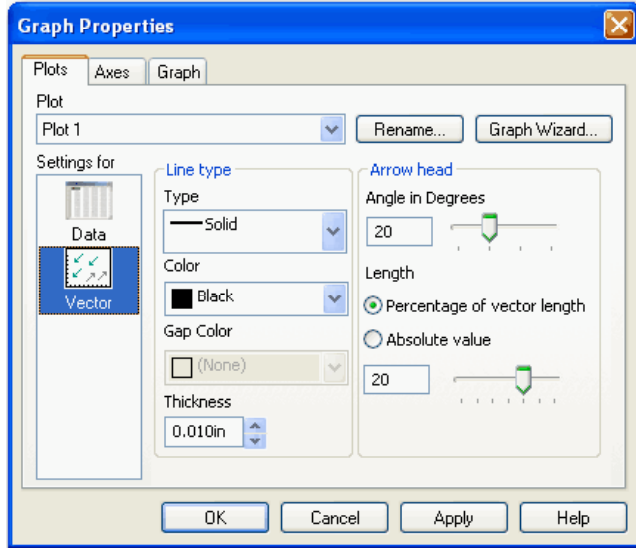 Graph Properties
Plots Axes Graph
Plot
Plot 1
Rename...
Graph Wizard...
Settings for
Data
Vector
Line type
Type
Solid
Color
Black
Gap Color
(None)
Thickness
0.010in
Arrow head
Angle in Degrees
20
Length
Percentage of vector length
Absolute value
20
OK Cancel Apply Help